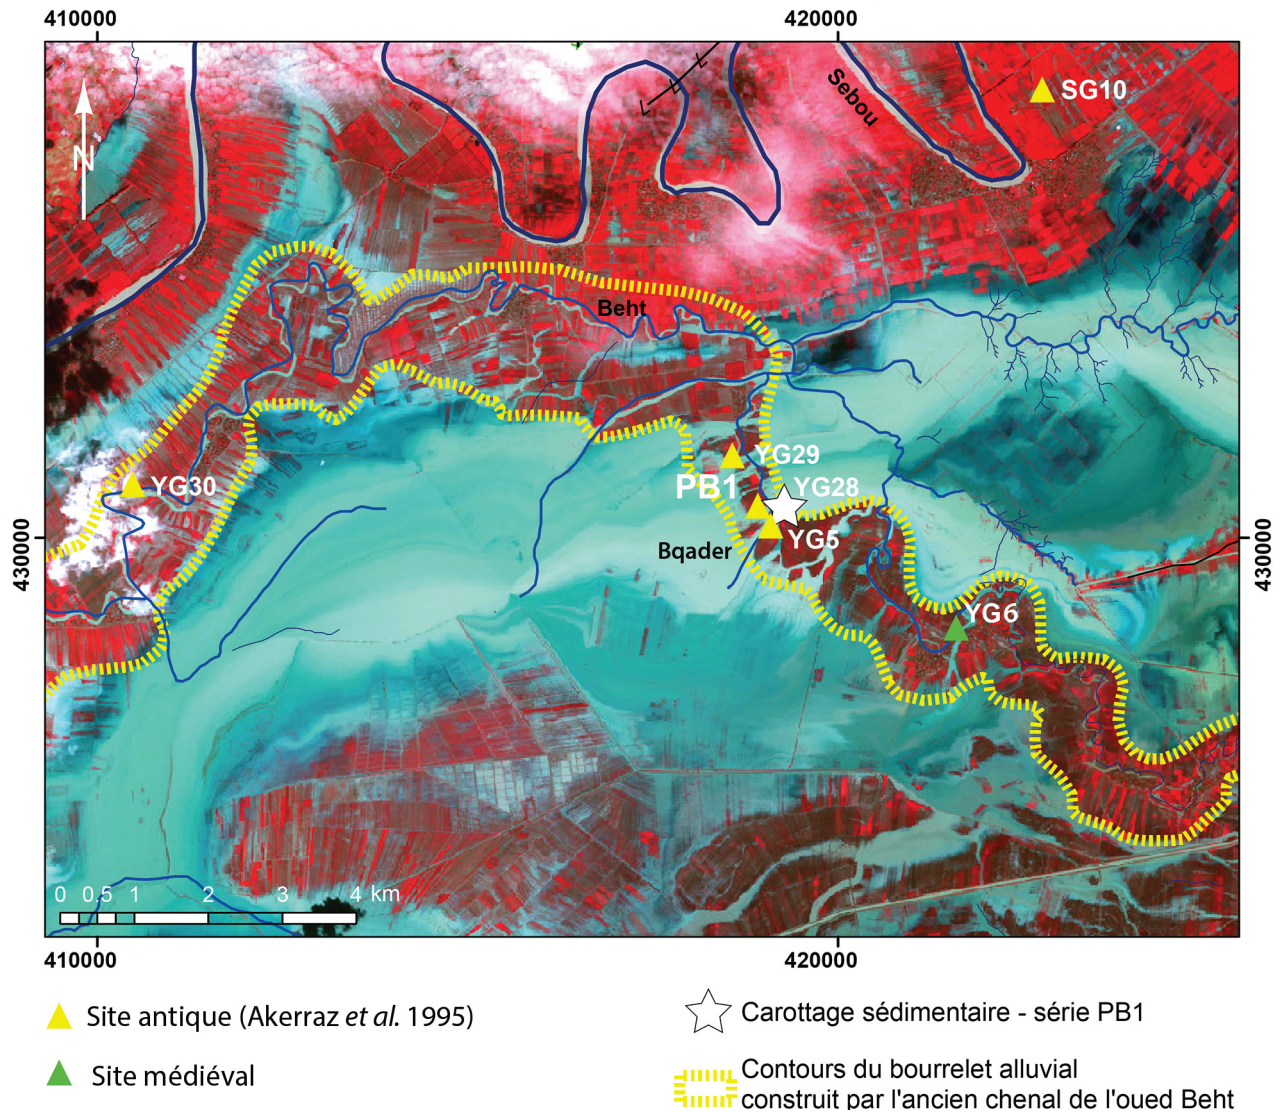 410000 420000
SG10
Sebou
N
Beht
YG29
PB1 YG28
YG30
YG5
Bqader
430000 430000
YG6
0 0.5 1 2 3 4 km
410000 420000
Site antique (Akerraz et al. 1995)
Site médiéval
Carottage sédimentaire - série PB1
Contours du bourrelet alluvial
construit par l'ancien chenal de l'oued Beht